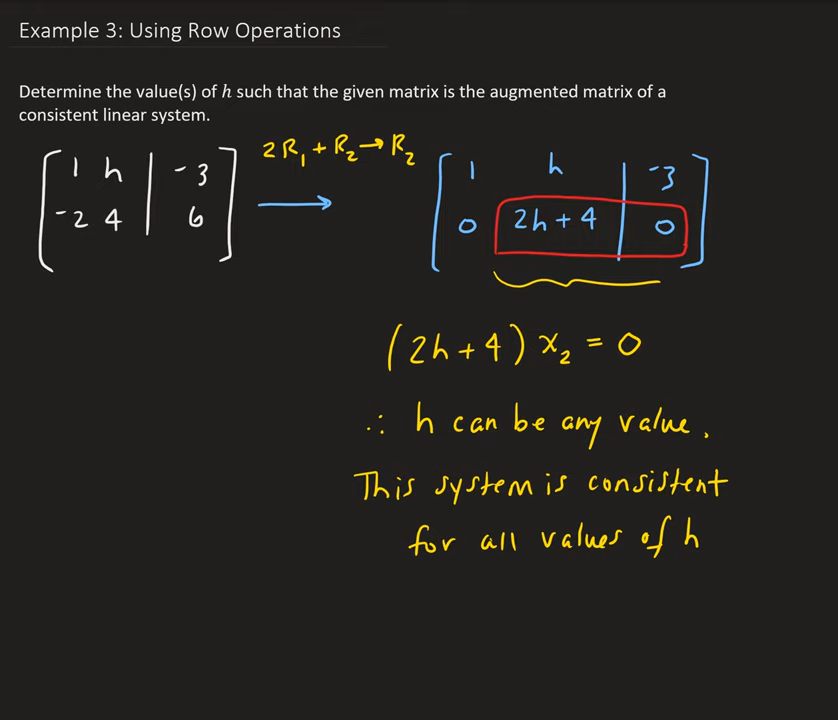 Example 3: Using Row Operations
Determine the value(s) of h such that the given matrix is the augmented matrix of a
consistent linear system.
2R₁ + R₂ → R₂
1 h | -3
-2 4 | 6
1 h | -3
0 2h + 4 | 0
(2h + 4) x₂ = 0
∴ h can be any value.
This system is consistent
for all values of h